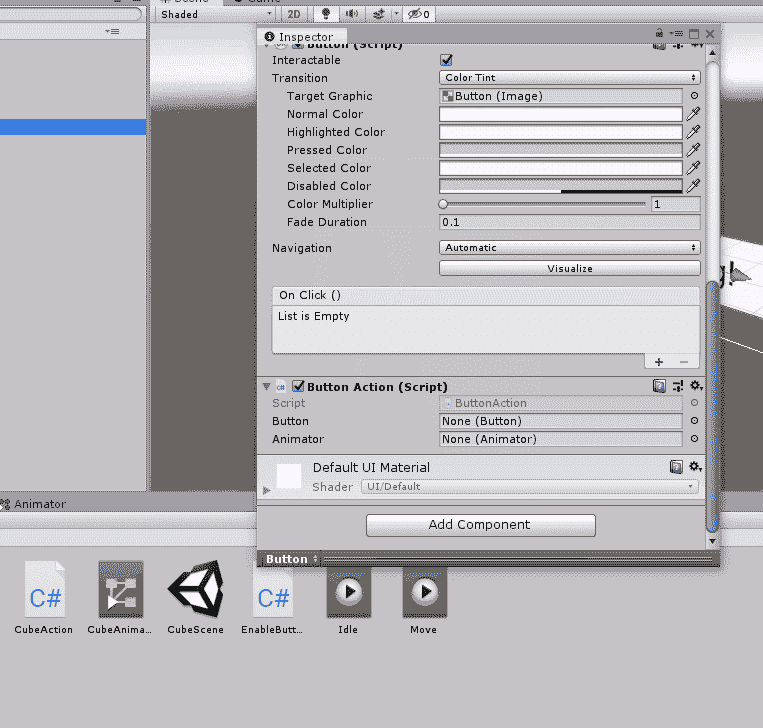 Scene
Game
Shaded
2D
0
Inspector
Button (Script)
Interactable
Transition
Color Tint
Target Graphic
Button (Image)
Normal Color
Highlighted Color
Pressed Color
Selected Color
Disabled Color
Color Multiplier
1
Fade Duration
0.1
Navigation
Automatic
Visualize
On Click ()
List is Empty
+ −
Button Action (Script)
Script
ButtonAction
Button
None (Button)
Animator
None (Animator)
Default UI Material
Shader
UI/Default
Add Component
Button
g!
Animator
C#
C#
CubeAction
CubeAnima...
CubeScene
EnableButt...
Idle
Move